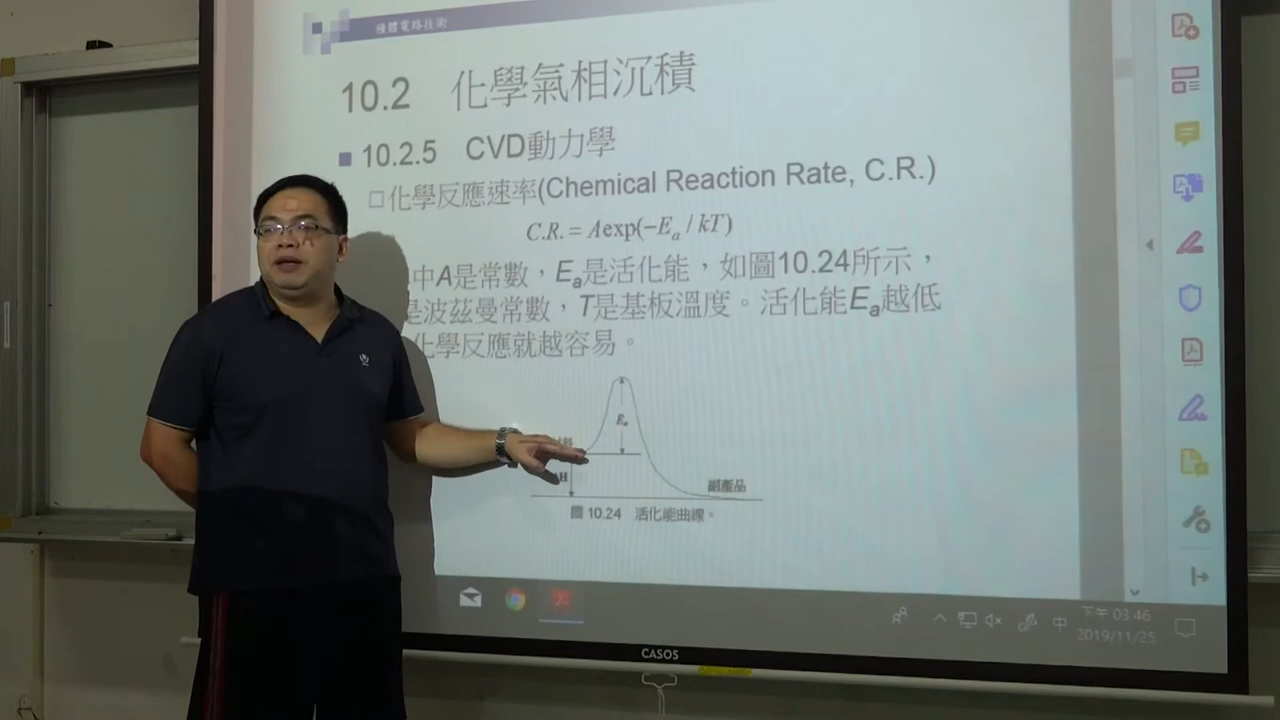 積體電路技術
10.2 化學氣相沉積
10.2.5 CVD動力學
化學反應速率(Chemical Reaction Rate, C.R.)
C.R. = Aexp(−Ea / kT)
中A是常數，Ea是活化能，如圖10.24所示，
是波茲曼常數，T是基板溫度。活化能Ea越低
化學反應就越容易。
Ea
H
副產品
圖 10.24 活化能曲線。
中
下午 03:46
2019/11/25
CASOS